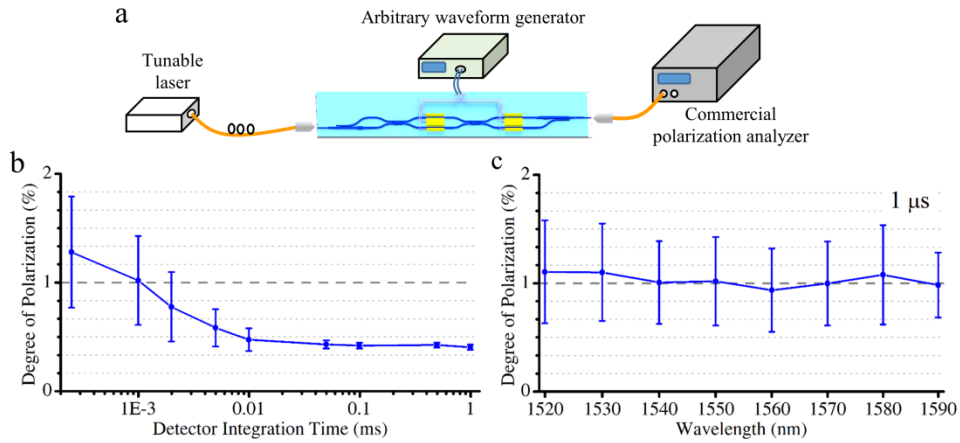 a
Arbitrary waveform generator
Tunable
laser
Commercial
polarization analyzer
b
Degree of Polarization (%)
2
1
0
1E-3 0.01 0.1 1
Detector Integration Time (ms)
c
1 μs
Degree of Polarization (%)
2
1
0
1520 1530 1540 1550 1560 1570 1580 1590
Wavelength (nm)